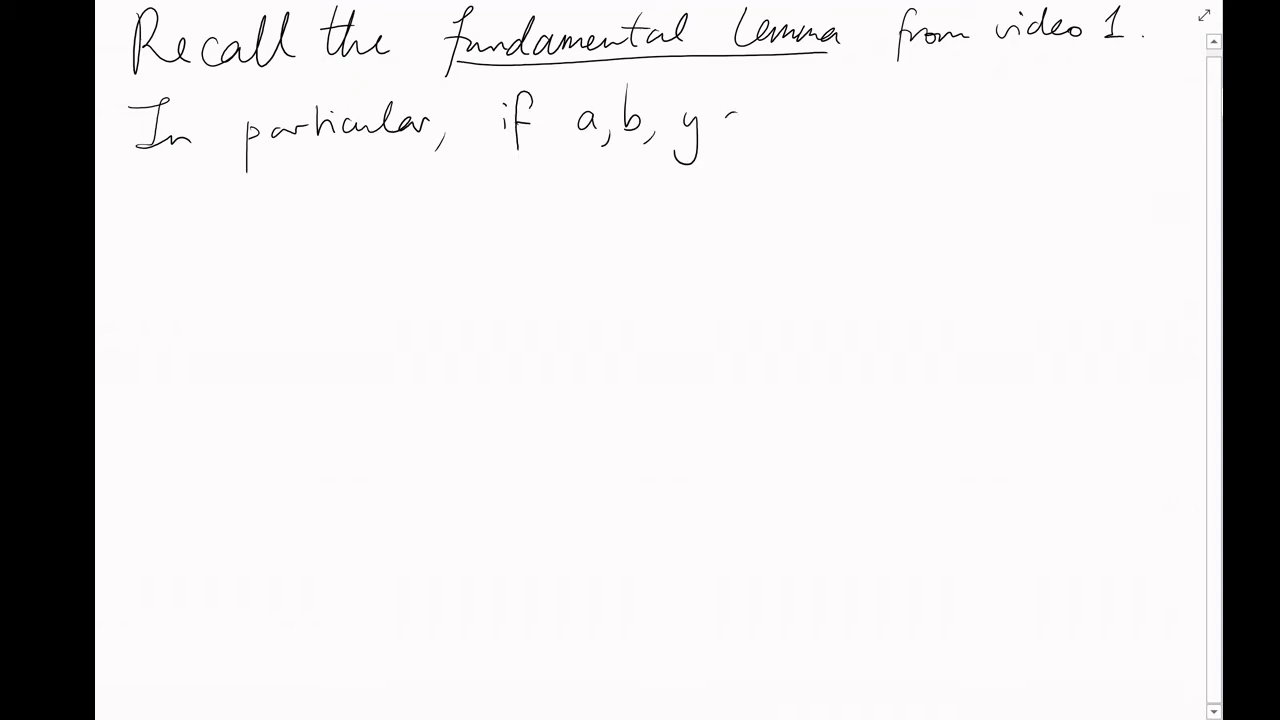 Recall the fundamental Lemma from video 1.
In particular, if a, b, y